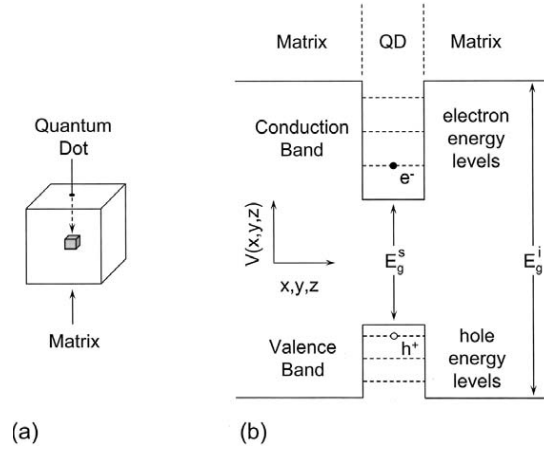 Quantum
Dot
Matrix
(a)
Matrix
QD
Matrix
Conduction
Band
electron
energy
levels
e⁻
V(x,y,z)
x,y,z
E_g^s
E_g^i
Valence
Band
h⁺
hole
energy
levels
(b)